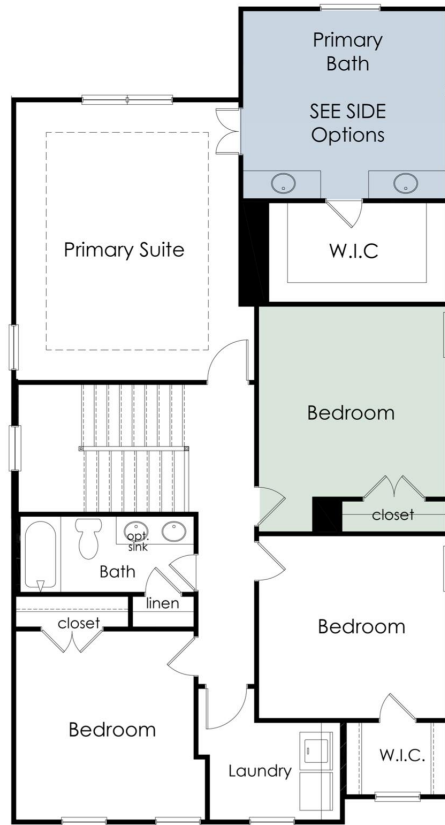 Primary
Bath
SEE SIDE
Options
Primary Suite
W.I.C
Bedroom
closet
opt.
sink
Bath
linen
closet
Bedroom
Bedroom
Laundry
W.I.C.